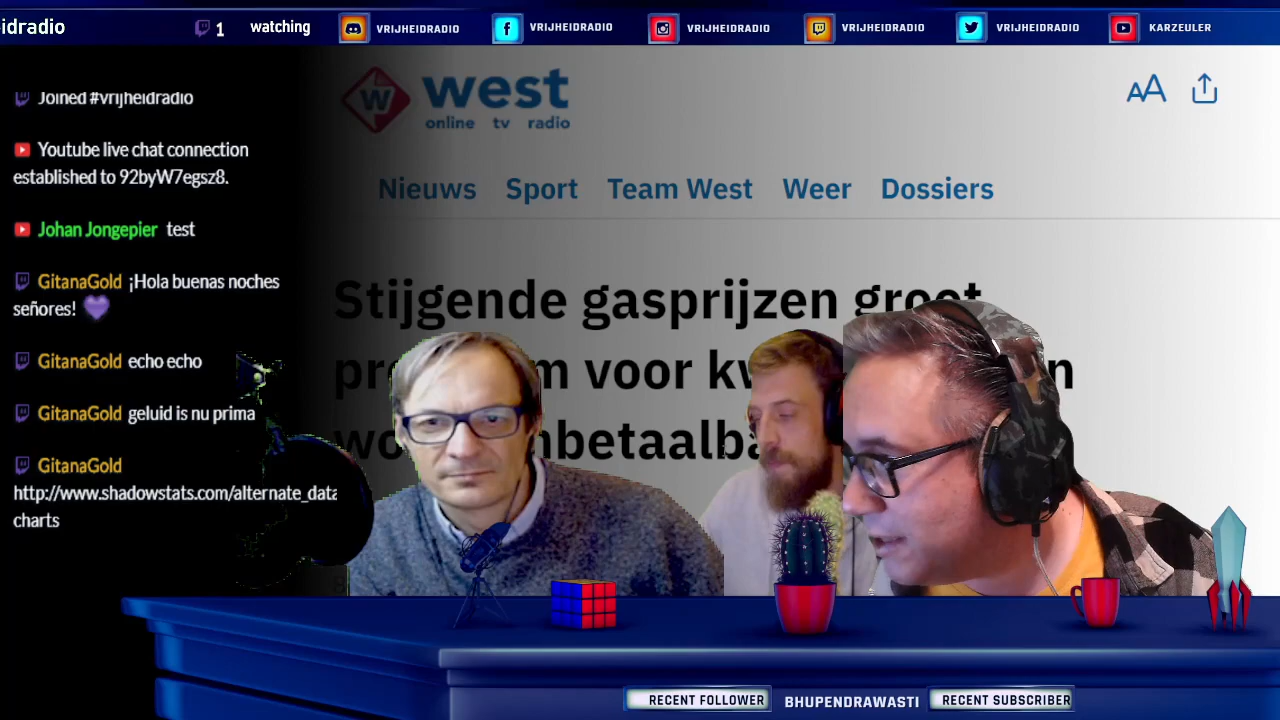 idradio
1
watching
VRIJHEIDRADIO
VRIJHEIDRADIO
VRIJHEIDRADIO
VRIJHEIDRADIO
VRIJHEIDRADIO
KARZEULER
Joined #vrijheidradio
Youtube live chat connection
established to 92byW7egsz8.
Johan Jongepier test
GitanaGold ¡Hola buenas noches
señores!
GitanaGold echo echo
GitanaGold geluid is nu prima
GitanaGold
http://www.shadowstats.com/alternate_data
charts
W west
online tv radio
AA
Nieuws Sport Team West Weer Dossiers
Stijgende gasprijzen groot
voor
RECENT FOLLOWER BHUPENDRAWASTI RECENT SUBSCRIBER